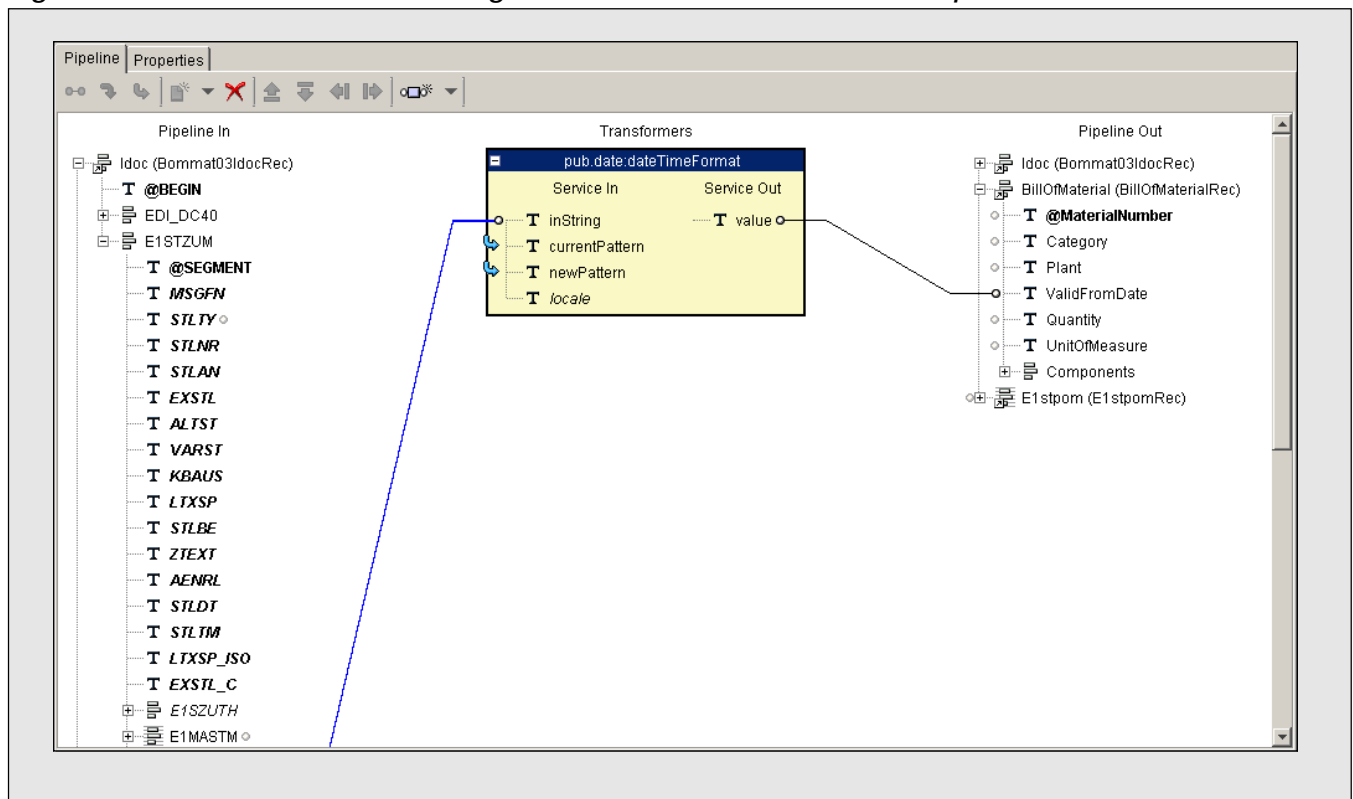 Pipeline Properties
Pipeline In Transformers Pipeline Out
Idoc (Bommat03IdocRec) pub.date:dateTimeFormat Idoc (Bommat03IdocRec)
@BEGIN Service In Service Out BillOfMaterial (BillOfMaterialRec)
EDI_DC40 T inString T value T @MaterialNumber
E1STZUM T currentPattern T Category
T @SEGMENT T newPattern T Plant
T MSGFN T locale T ValidFromDate
T STLTY T Quantity
T STLNR T UnitOfMeasure
T STLAN Components
T EXSTL E1stpom (E1stpomRec)
T ALTST
T VARST
T KBAUS
T LTXSP
T STLBE
T ZTEXT
T AENRL
T STLDT
T STLTM
T LTXSP_ISO
T EXSTL_C
E1SZUTH
E1MASTM